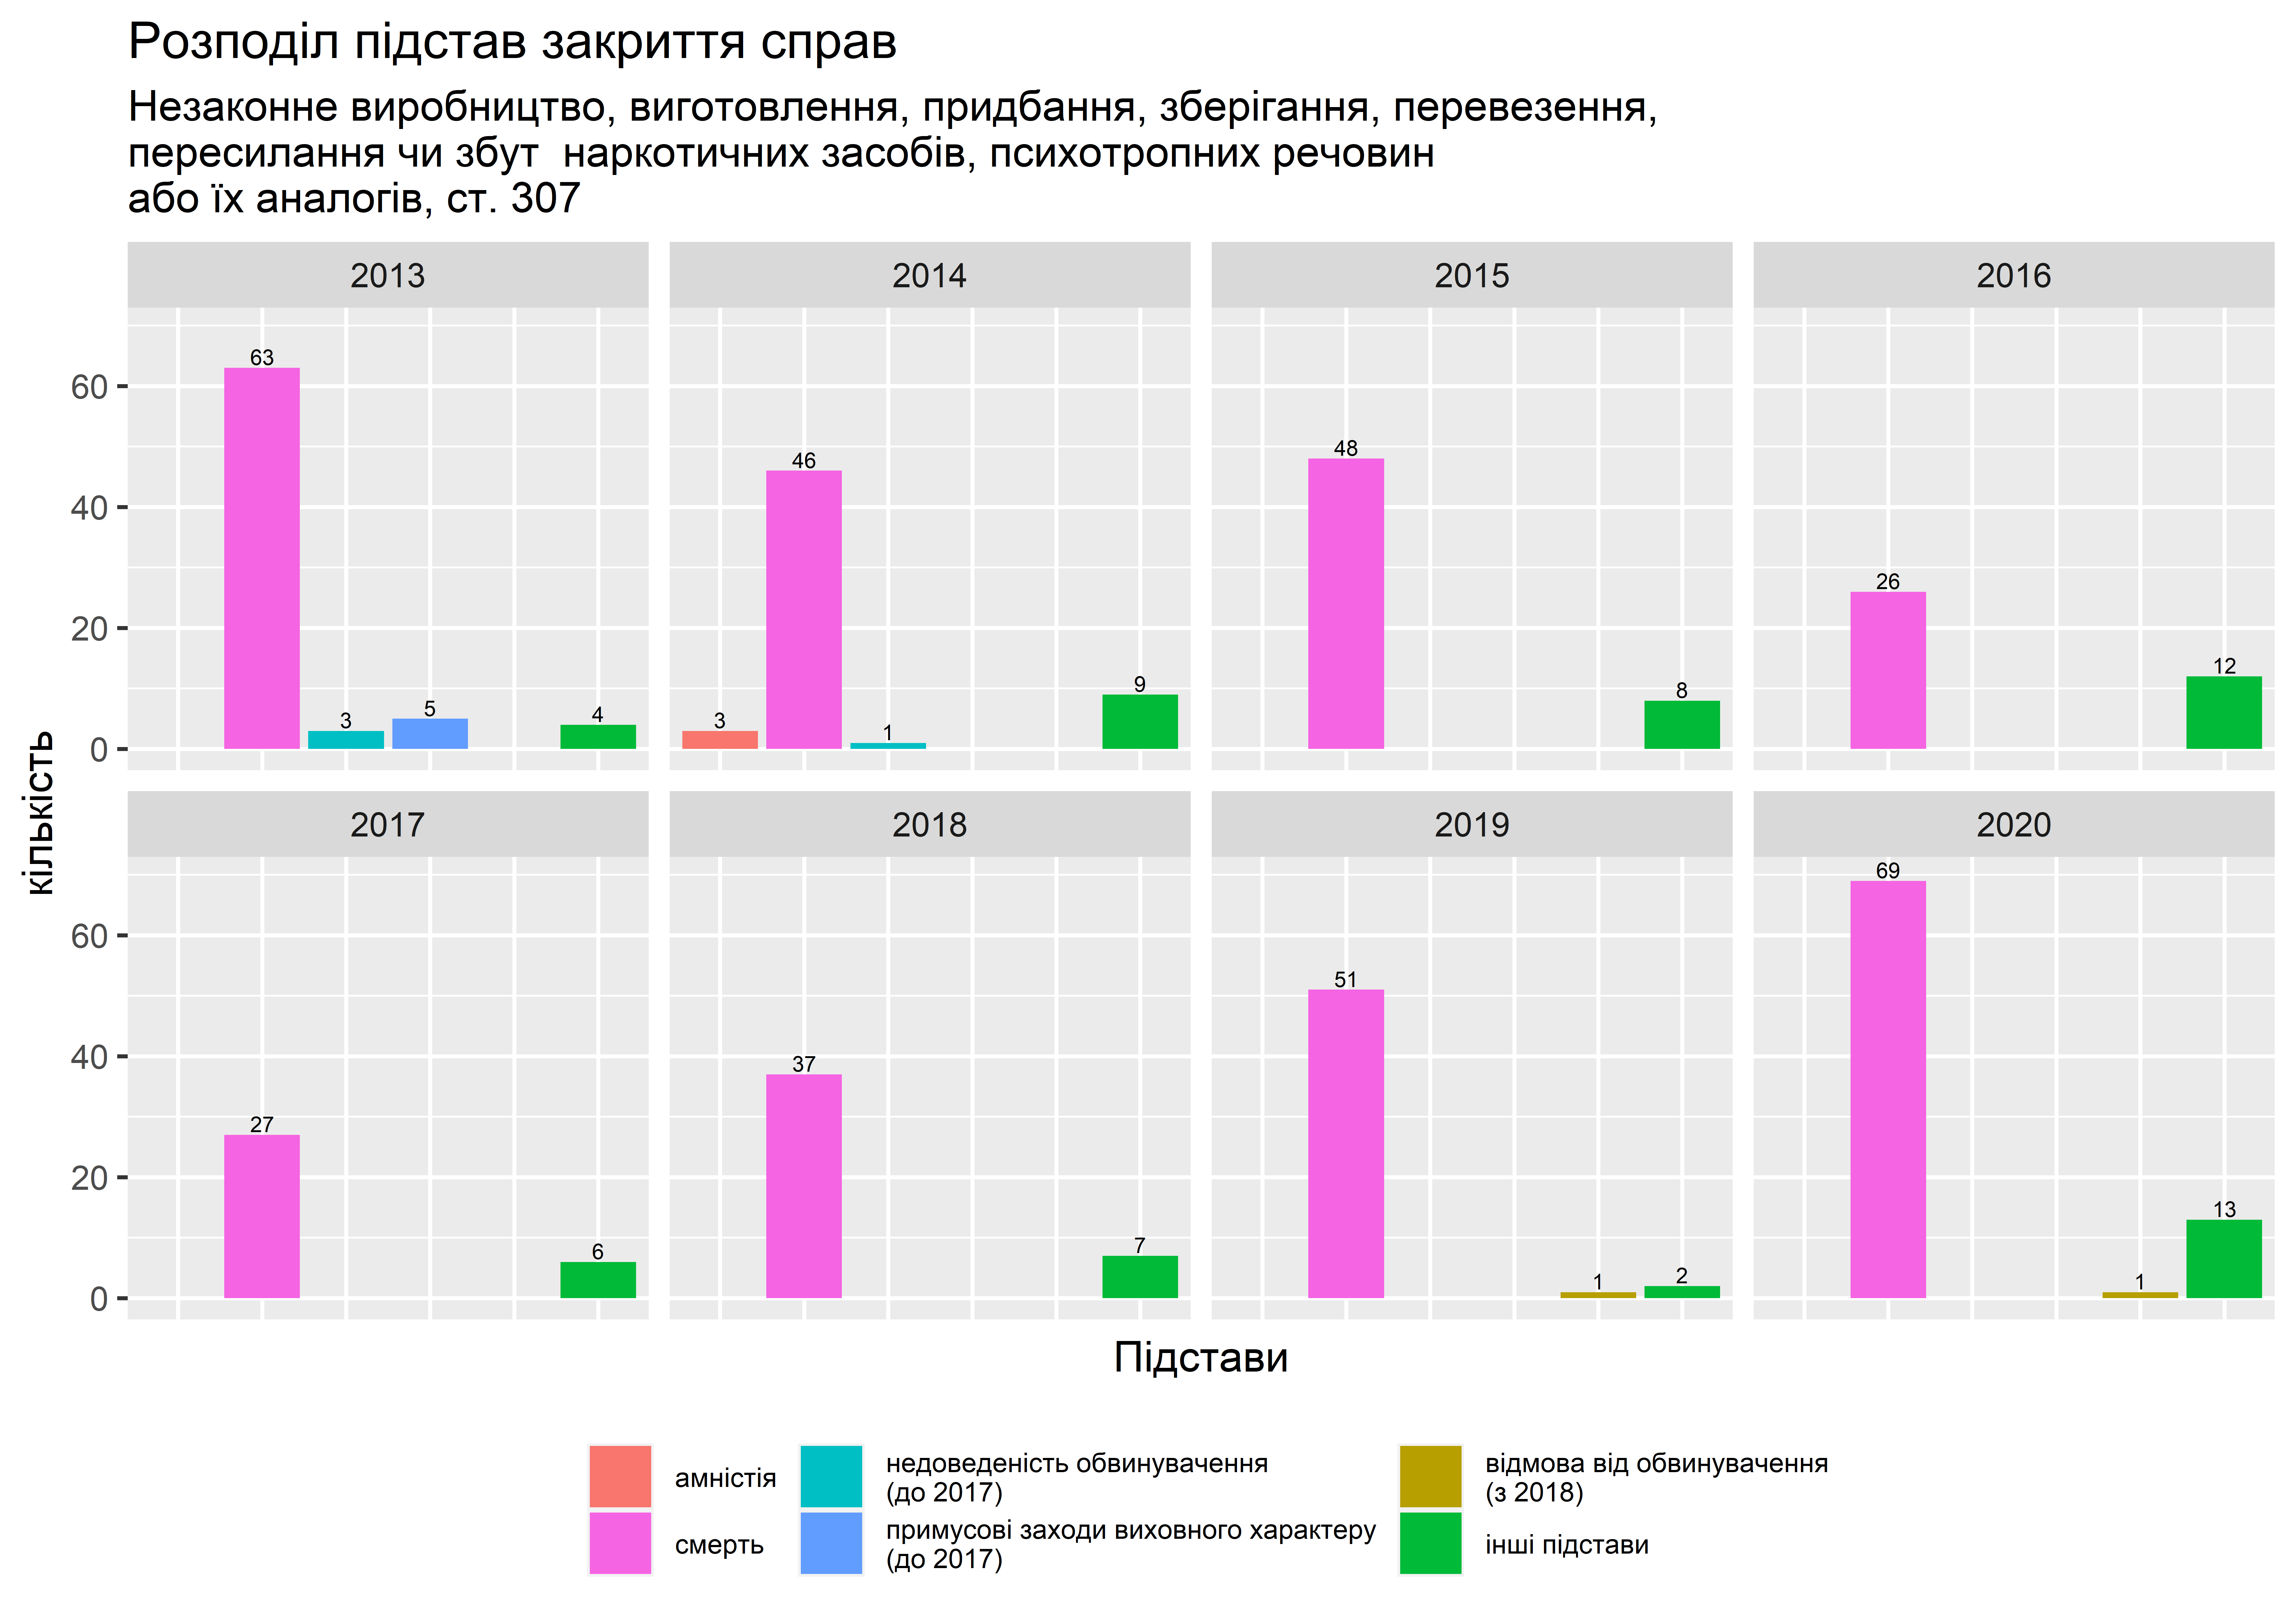 Розподіл підстав закриття справ
Незаконне виробництво, виготовлення, придбання, зберігання, перевезення,
пересилання чи збут  наркотичних засобів, психотропних речовин
або їх аналогів, ст. 307
2013
2014
2015
2016
60
40
20
0
63
3
5
4
3
46
1
9
48
8
26
12
2017
2018
2019
2020
60
40
20
0
27
6
37
7
51
1
2
69
1
13
кількість
Підстави
амністія
смерть
недоведеність обвинувачення
(до 2017)
примусові заходи виховного характеру
(до 2017)
відмова від обвинувачення
(з 2018)
інші підстави